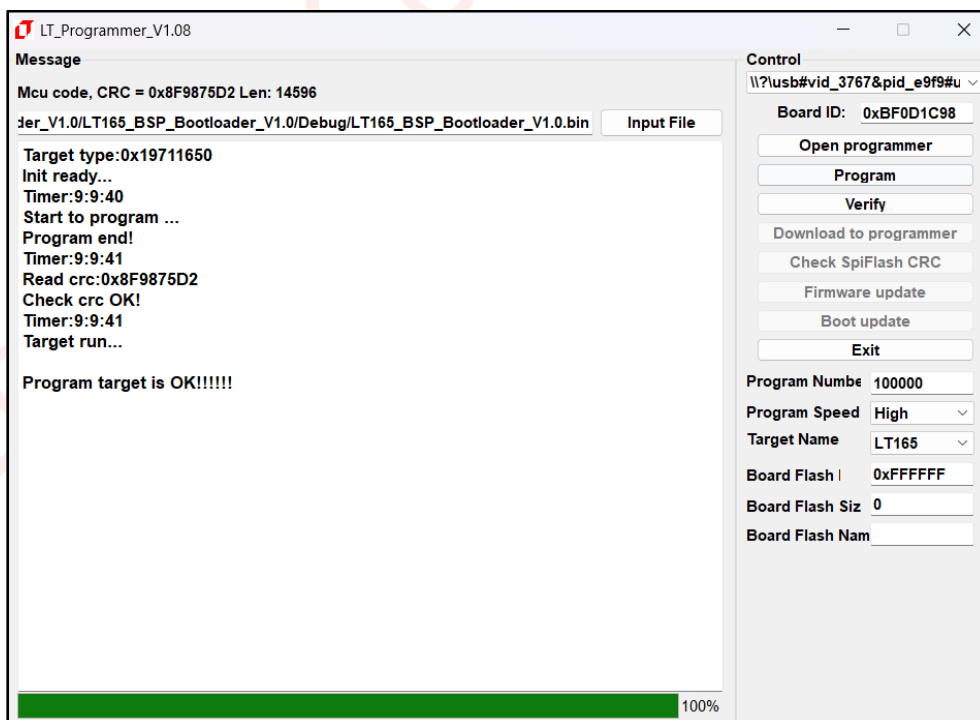 LT_Programmer_V1.08
Message
Mcu code, CRC = 0x8F9875D2 Len: 14596
der_V1.0/LT165_BSP_Bootloader_V1.0/Debug/LT165_BSP_Bootloader_V1.0.bin
Input File
Target type:0x19711650
Init ready...
Timer:9:9:40
Start to program ...
Program end!
Timer:9:9:41
Read crc:0x8F9875D2
Check crc OK!
Timer:9:9:41
Target run...
Program target is OK!!!!!!
100%
Control
\\?\usb#vid_3767&pid_e9f9#u
Board ID: 0xBF0D1C98
Open programmer
Program
Verify
Download to programmer
Check SpiFlash CRC
Firmware update
Boot update
Exit
Program Numbe 100000
Program Speed High
Target Name LT165
Board Flash 0xFFFFFF
Board Flash Siz 0
Board Flash Nam